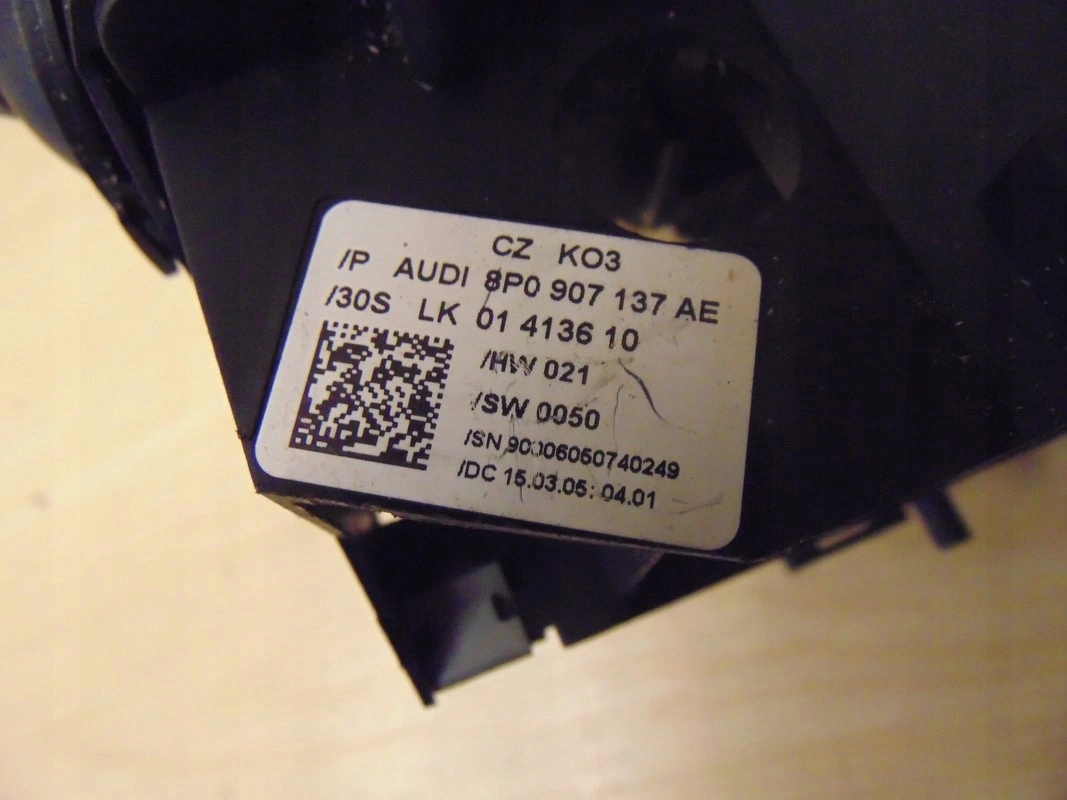 CZ KO3
/P AUDI 8P0 907 137 AE
/30S LK 01 4136 10
/HW 021
/SW 0050
/SN 90006050740249
/DC 15.03.05: 04.01